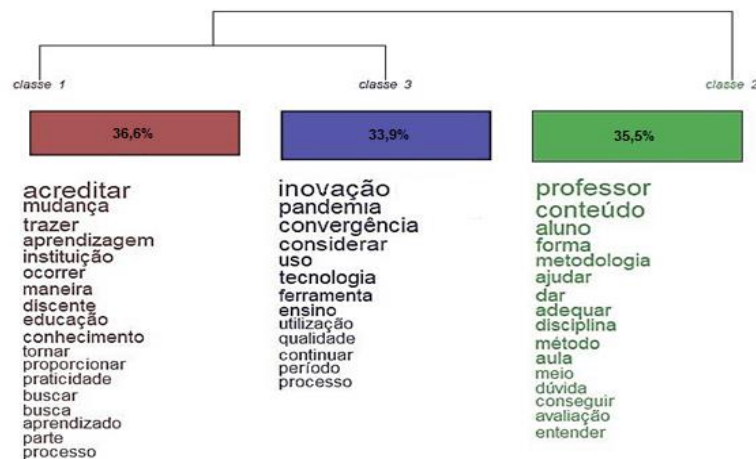 classe 1
classe 3
classe 2
36,6%
33,9%
35,5%
acreditar
mudança
trazer
aprendizagem
instituição
ocorrer
maneira
discente
educação
conhecimento
tornar
proporcionar
praticidade
buscar
busca
aprendizado
parte
processo
inovação
pandemia
convergência
considerar
uso
tecnologia
ferramenta
ensino
utilização
qualidade
continuar
período
processo
professor
conteúdo
aluno
forma
metodologia
ajudar
dar
adequar
disciplina
método
aula
meio
dúvida
conseguir
avaliação
entender